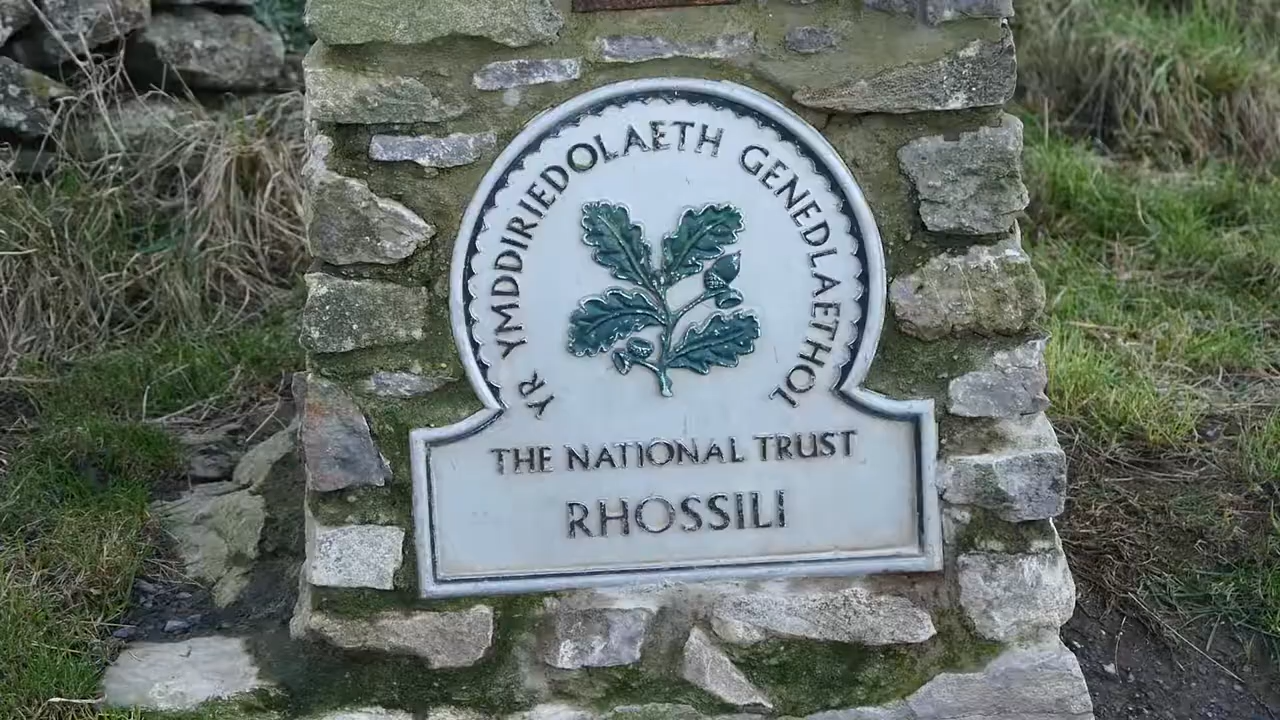 YR YMDDIRIEDOLAETH GENEDLAETHOL
THE NATIONAL TRUST
RHOSSILI